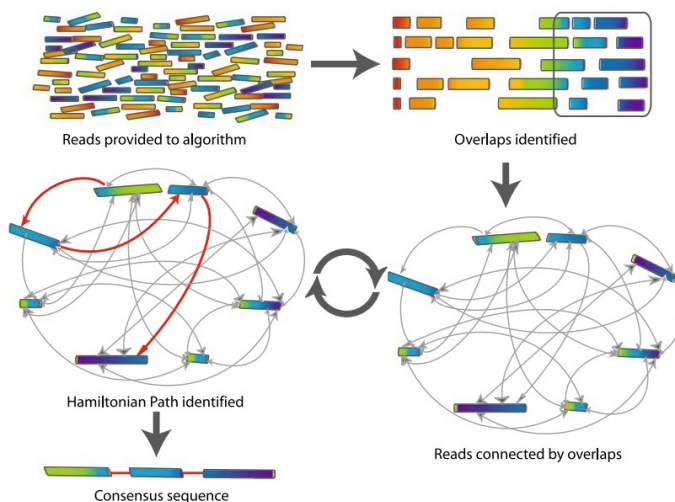 Reads provided to algorithm
Overlaps identified
Hamiltonian Path identified
Reads connected by overlaps
Consensus sequence